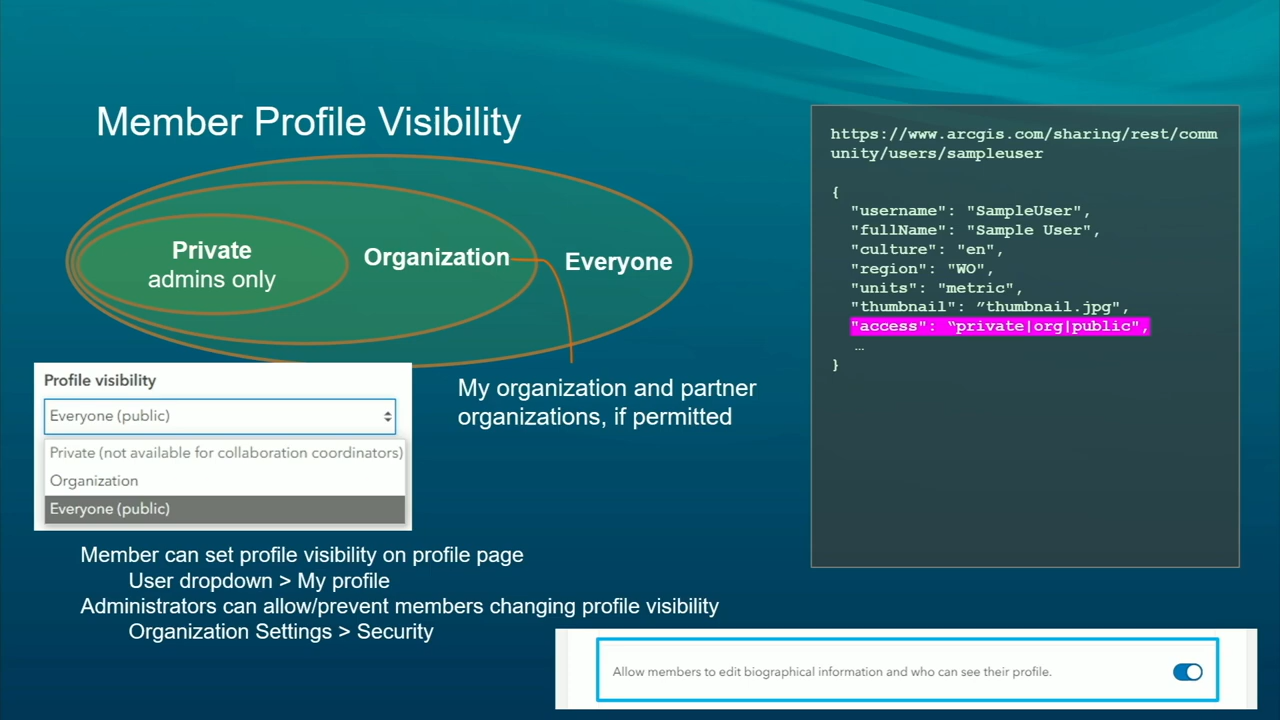 Member Profile Visibility
Private
admins only
Organization
Everyone
My organization and partner
organizations, if permitted
Profile visibility
Everyone (public)
Private (not available for collaboration coordinators)
Organization
Everyone (public)
Member can set profile visibility on profile page
User dropdown > My profile
Administrators can allow/prevent members changing profile visibility
Organization Settings > Security
https://www.arcgis.com/sharing/rest/comm
unity/users/sampleuser
{
"username": "SampleUser",
"fullName": "Sample User",
"culture": "en",
"region": "WO",
"units": "metric",
"thumbnail": ”thumbnail.jpg",
"access": “private|org|public",
…
}
Allow members to edit biographical information and who can see their profile.